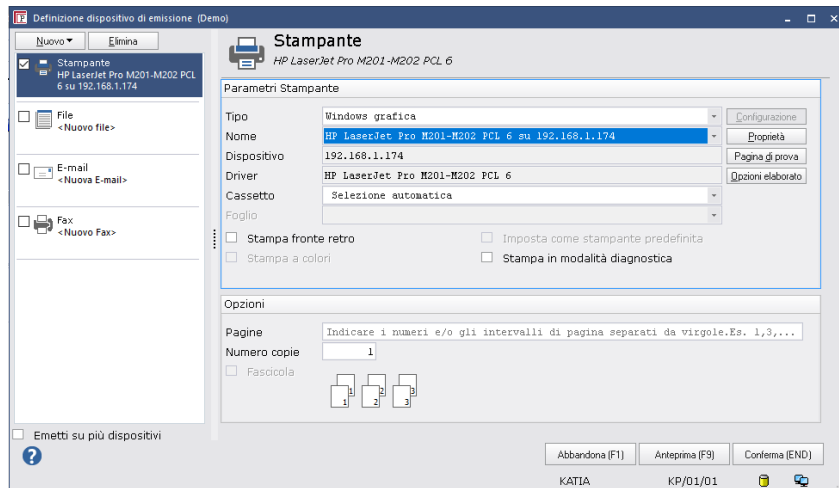 Definizione dispositivo di emissione (Demo)
Nuovo
Elimina
Stampante
HP LaserJet Pro M201-M202 PCL
6 su 192.168.1.174
File
<Nuovo file>
E-mail
<Nuova E-mail>
Fax
<Nuovo Fax>
Emetti su più dispositivi
Stampante
HP LaserJet Pro M201-M202 PCL 6
Parametri Stampante
Tipo Windows grafica Configurazione
Nome HP LaserJet Pro M201-M202 PCL 6 su 192.168.1.174 Proprietà
Dispositivo 192.168.1.174 Pagina di prova
Driver HP LaserJet Pro M201-M202 PCL 6 Opzioni elaborato
Cassetto Selezione automatica
Foglio
Stampa fronte retro Imposta come stampante predefinita
Stampa a colori Stampa in modalità diagnostica
Opzioni
Pagine Indicare i numeri e/o gli intervalli di pagina separati da virgole.Es. 1,3,...
Numero copie 1
Fascicola
1 2 3
1 2 3
Abbandona (F1) Anteprima (F9) Conferma (END)
KATIA KP/01/01